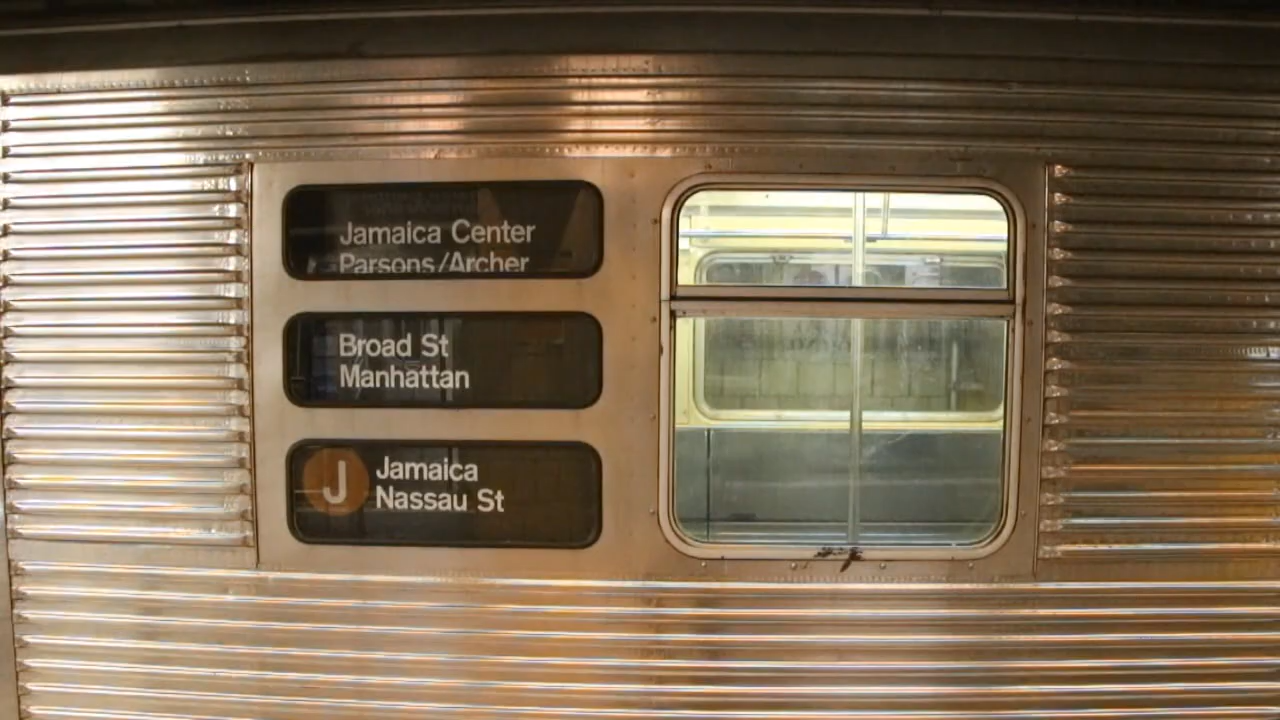 Jamaica Center
Parsons/Archer
Broad St
Manhattan
J Jamaica
Nassau St